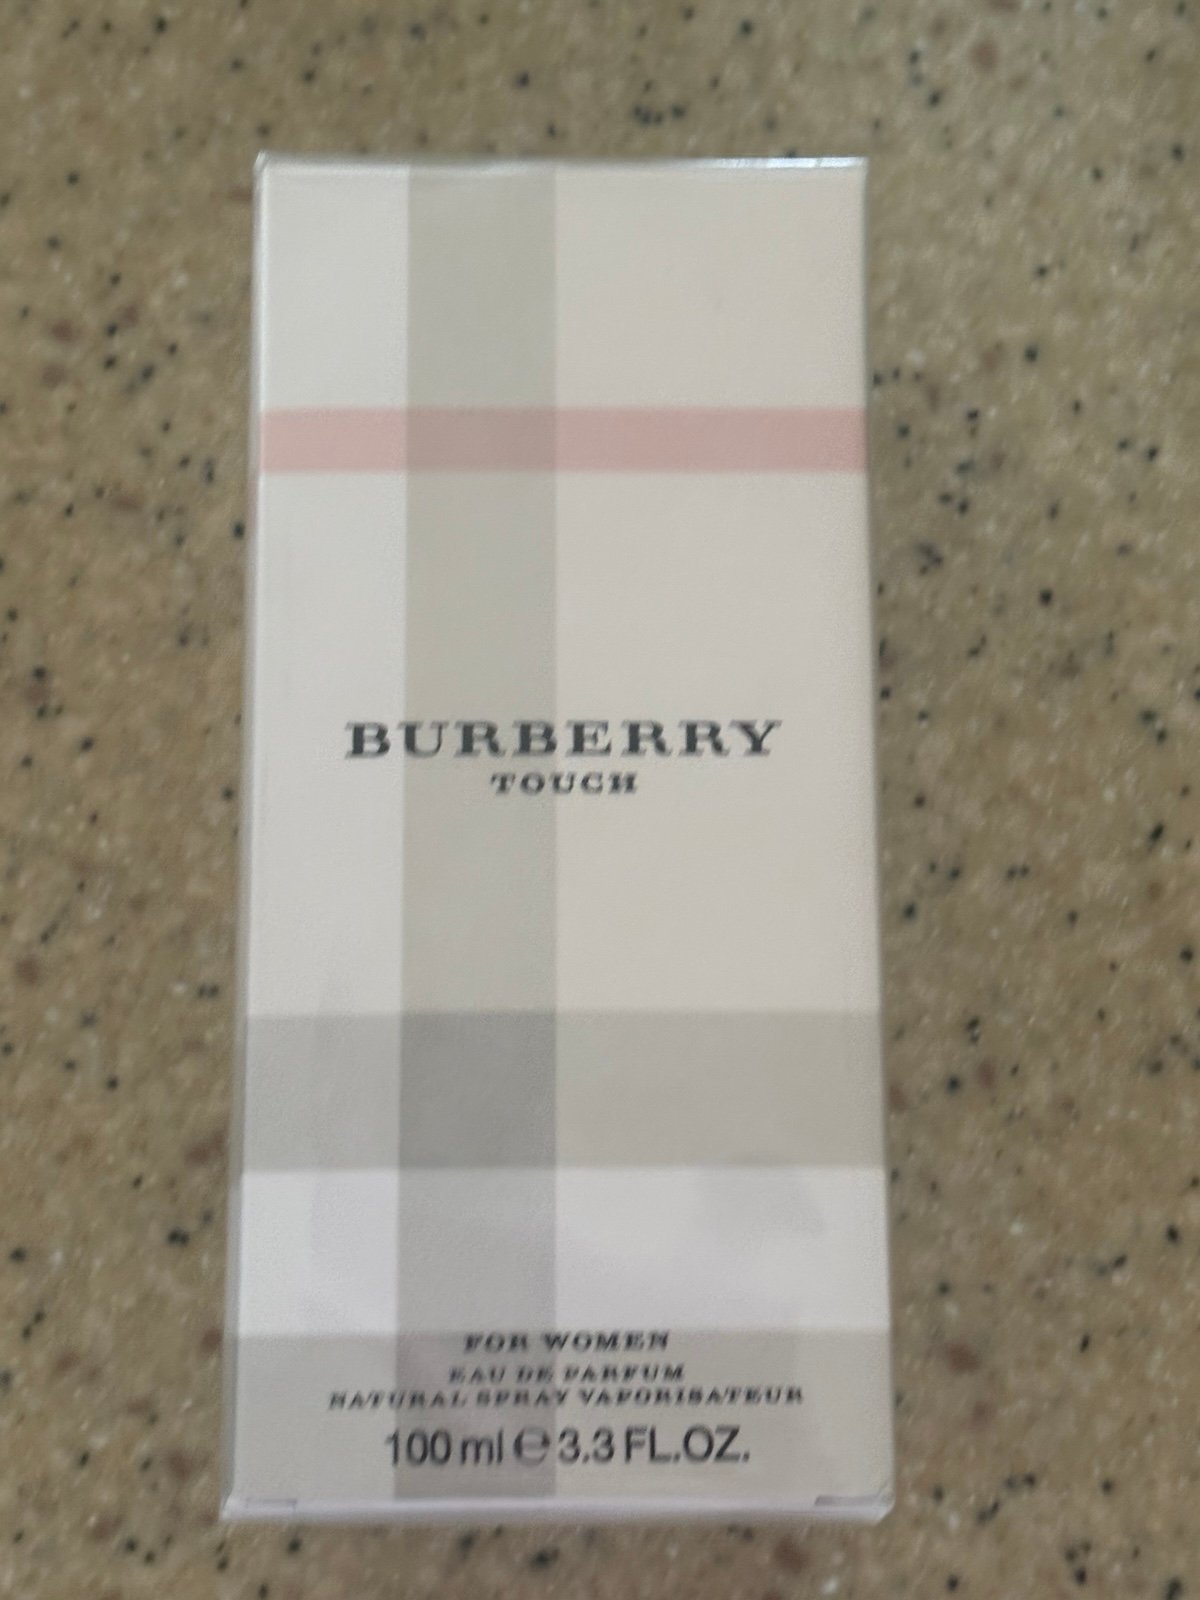 BURBERRY
TOUCH
FOR WOMEN
EAU DE PARFUM
NATURAL SPRAY VAPORISATEUR
100 ml ℮ 3.3 FL.OZ.